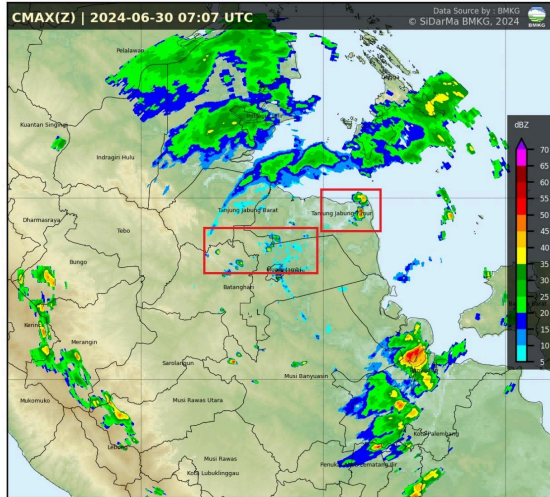 CMAX(Z) | 2024-06-30 07:07 UTC
Data Source by : BMKG
© SiDarMa BMKG, 2024
BMKG
Pelalawan
Lingga
Kuantan Singingi
Indragiri Hulu
dBZ
70
65
60
55
50
45
40
35
30
25
20
15
10
5
Tanjung Jabung Barat
Tanjung Jabung Timur
Dharmasraya
Tebo
Bungo
Batanghari
Kerinci
Merangin
Sarolangun
Musi Banyuasin
Mukomuko
Musi Rawas Utara
Lebong
Kota Palembang
Musi Rawas
Kota Lubuklinggau